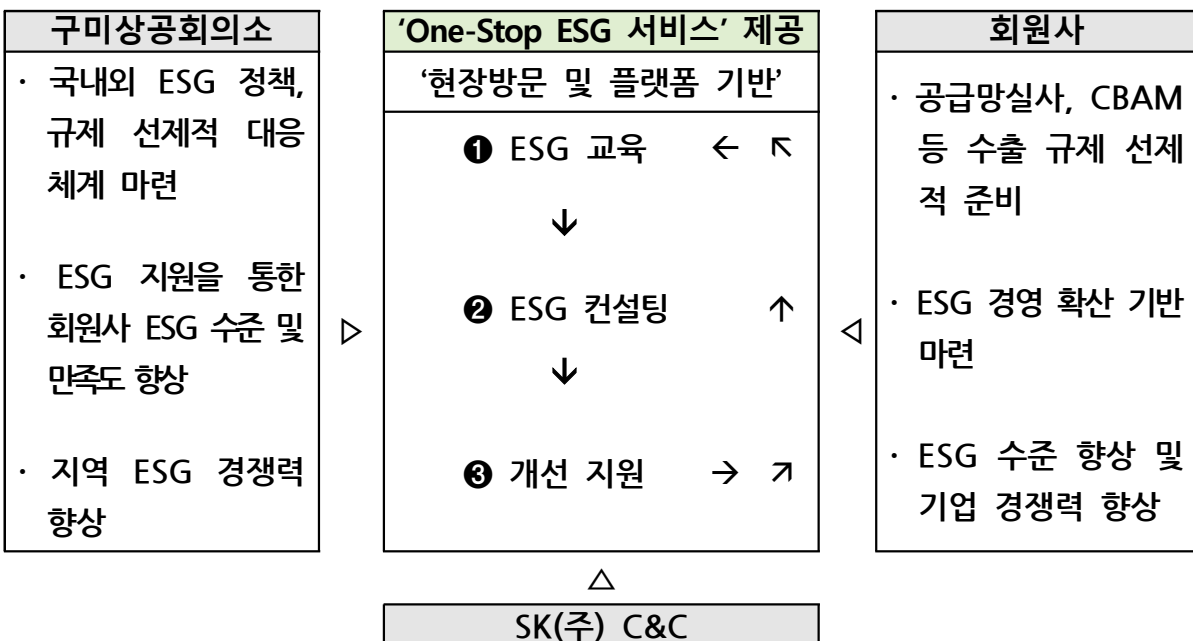 구미상공회의소
· 국내외 ESG 정책,
규제 선제적 대응
체계 마련
· ESG 지원을 통한
회원사 ESG 수준 및
만족도 향상
· 지역 ESG 경쟁력
향상
▷
‘One-Stop ESG 서비스’ 제공
‘현장방문 및 플랫폼 기반’
❶ ESG 교육 ← ↖
↓
❷ ESG 컨설팅 ↑
↓
❸ 개선 지원 → ↗
◁
회원사
· 공급망실사, CBAM
등 수출 규제 선제
적 준비
· ESG 경영 확산 기반
마련
· ESG 수준 향상 및
기업 경쟁력 향상
△
SK(주) C&C